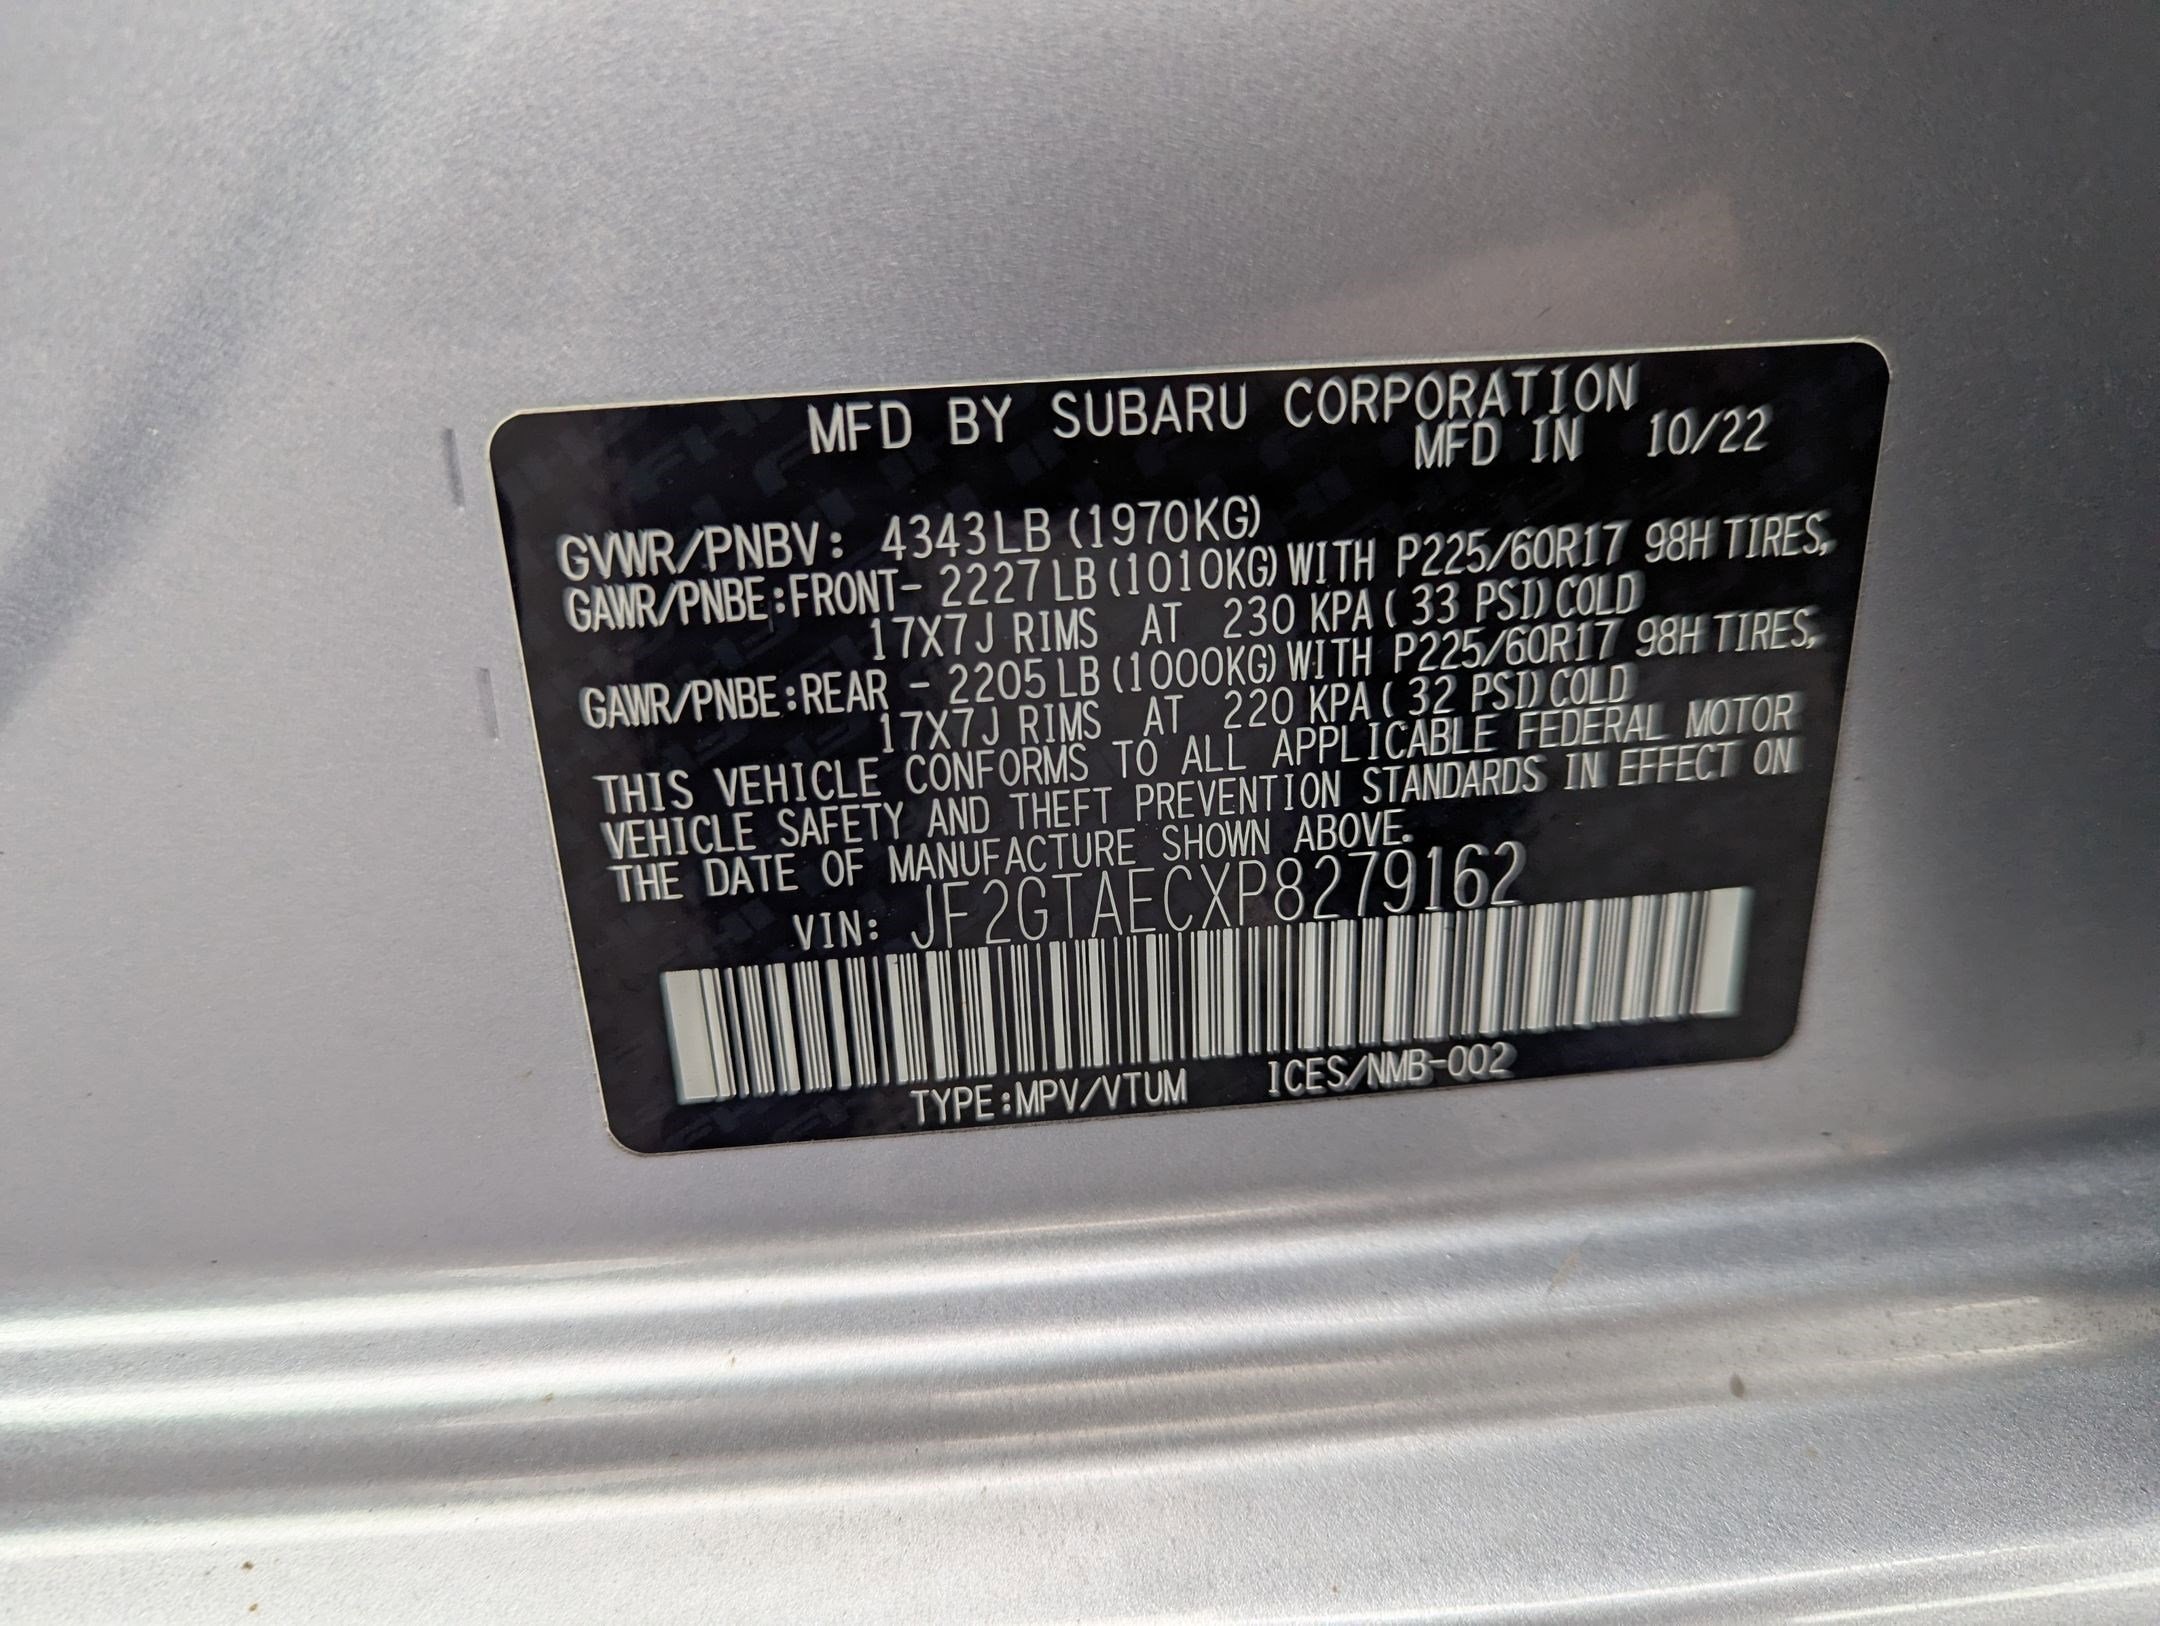 MFD BY SUBARU CORPORATION
MFD IN 10/22
GVWR/PNBV: 4343LB (1970KG)
GAWR/PNBE:FRONT- 2227LB (1010KG) WITH P225/60R17 98H TIRES,
17X7J RIMS AT 230 KPA ( 33 PSI) COLD
GAWR/PNBE:REAR - 2205LB (1000KG) WITH P225/60R17 98H TIRES,
17X7J RIMS AT 220 KPA ( 32 PSI) COLD
THIS VEHICLE CONFORMS TO ALL APPLICABLE FEDERAL MOTOR
VEHICLE SAFETY AND THEFT PREVENTION STANDARDS IN EFFECT ON
THE DATE OF MANUFACTURE SHOWN ABOVE.
VIN: JF2GTAECXP8279162
TYPE:MPV/VTUM ICES/NMB-002